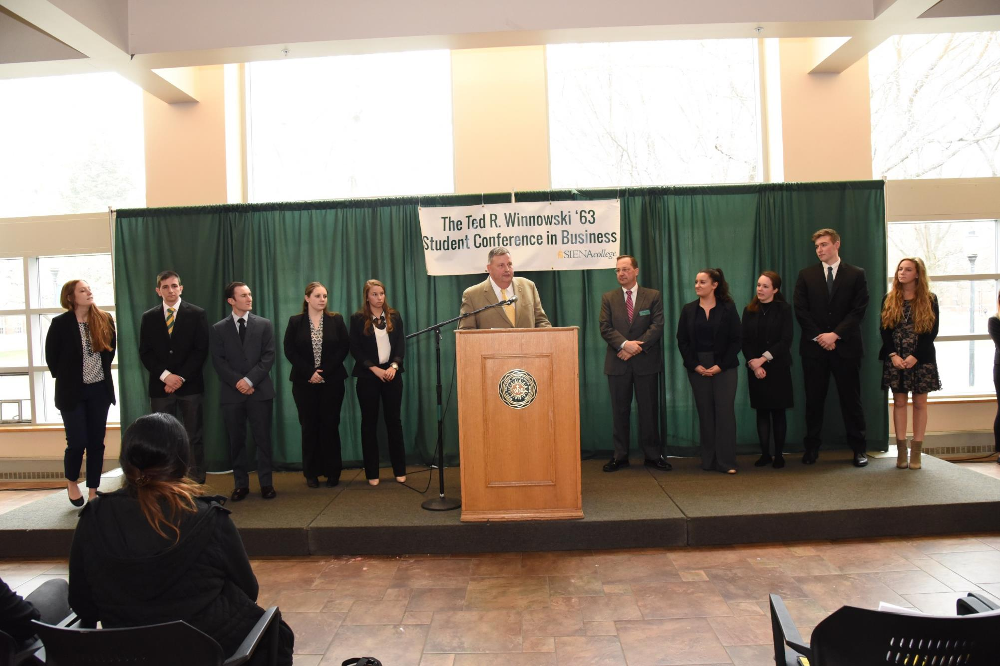 The Ted R. Winnowski ‘63
Student Conference in Business
SIENAcollege